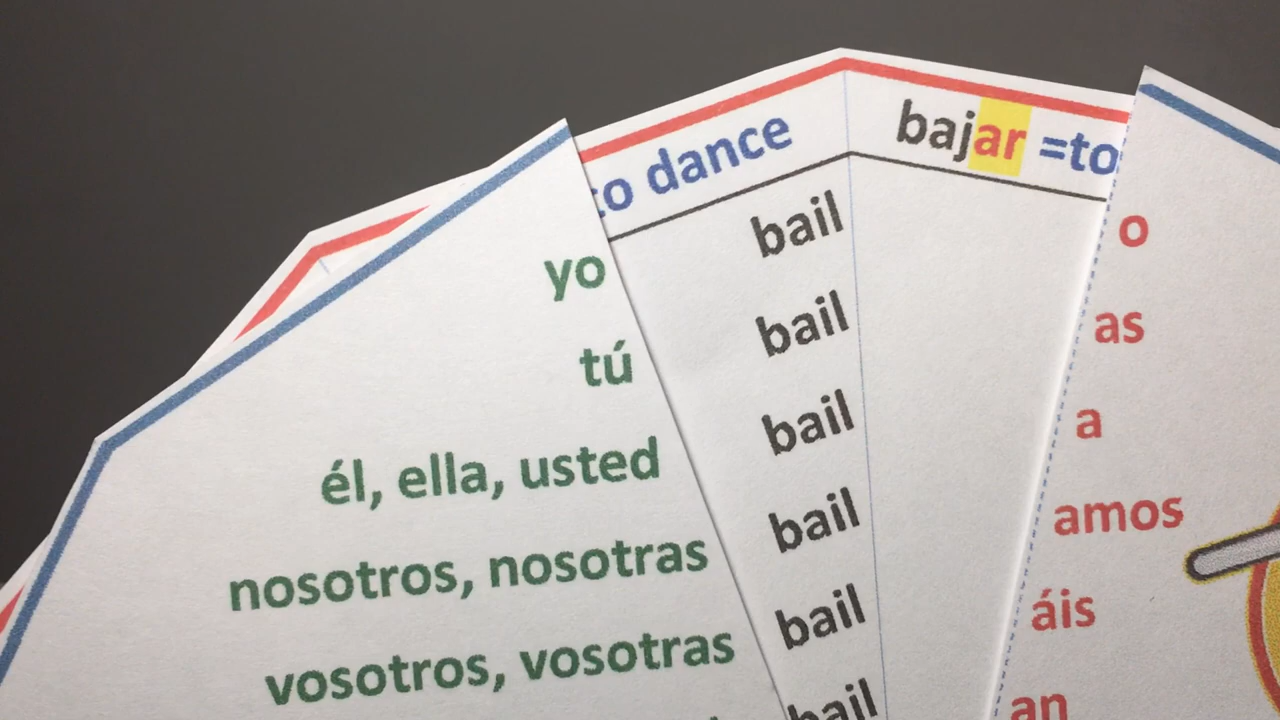 to dance
bajar =to
yo bail o
tú bail as
él, ella, usted bail a
nosotros, nosotras bail amos
vosotros, vosotras bail áis
bail an